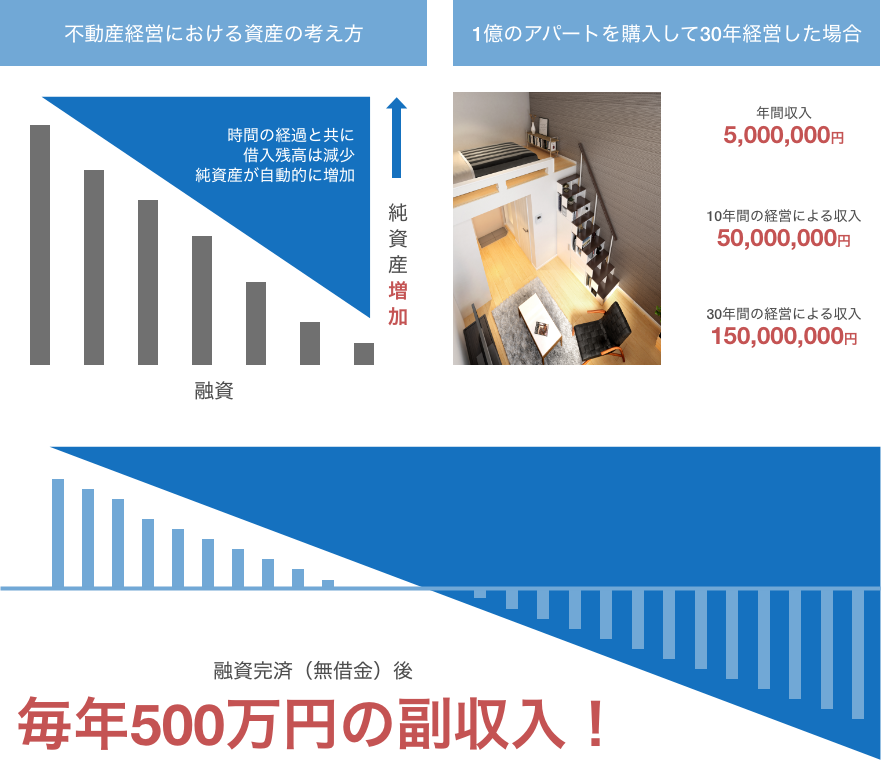 不動産経営における資産の考え方
1億のアパートを購入して30年経営した場合
時間の経過と共に
借入残高は減少
純資産が自動的に増加
純資産増加
融資
年間収入
5,000,000円
10年間の経営による収入
50,000,000円
30年間の経営による収入
150,000,000円
融資完済（無借金）後
毎年500万円の副収入！